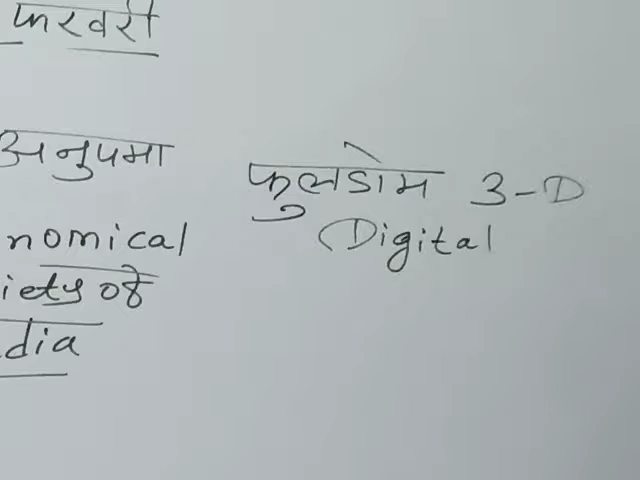 फरवरी
अनुपमा
फुलडोम 3-D
Digital
nomical
iety of
dia